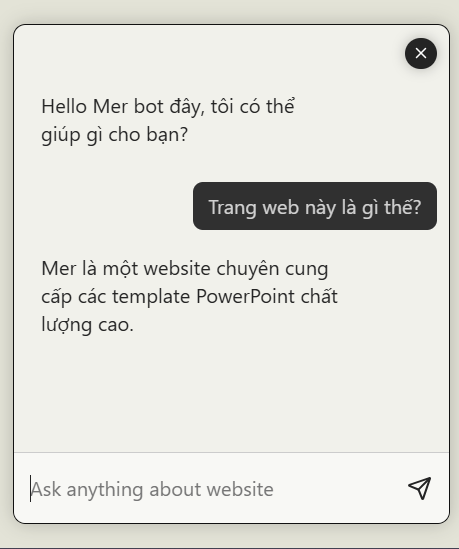 Hello Mer bot đây, tôi có thể
giúp gì cho bạn?
Trang web này là gì thế?
Mer là một website chuyên cung
cấp các template PowerPoint chất
lượng cao.
Ask anything about website